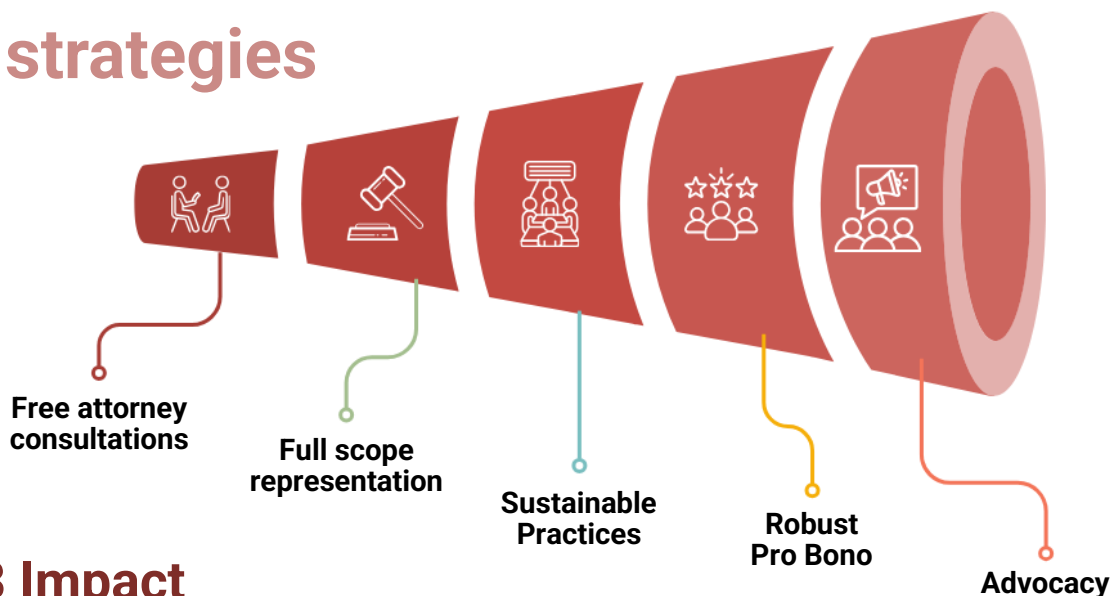 strategies
Free attorney
consultations
Full scope
representation
Sustainable
Practices
Robust
Pro Bono
Advocacy
Impact